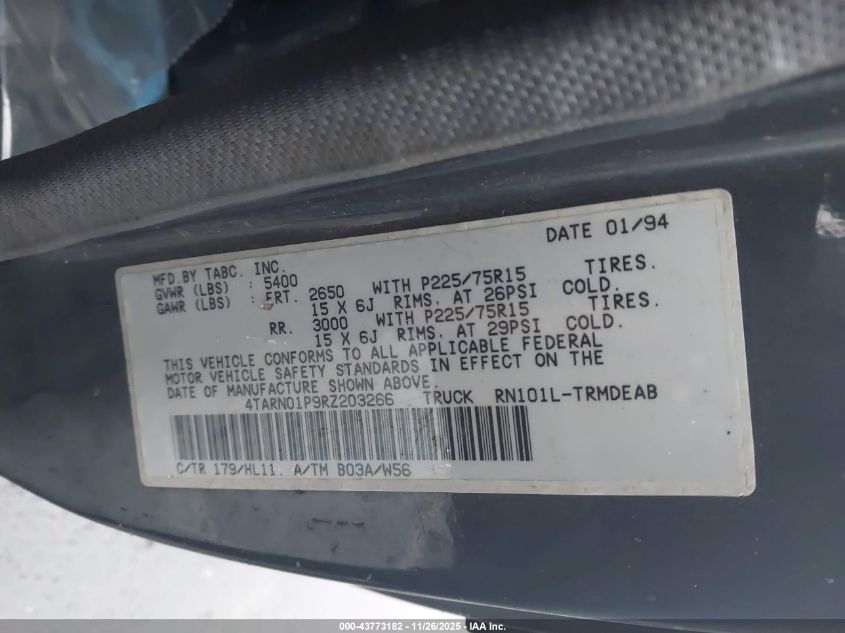 DATE 01/94
MFD.BY TABC. INC.
GVWR (LBS) : 5400
GAWR (LBS) : FRT. 2650 WITH P225/75R15 TIRES.
15 X 6J RIMS. AT 26PSI COLD.
RR. 3000 WITH P225/75R15 TIRES.
15 X 6J RIMS. AT 29PSI COLD.
THIS VEHICLE CONFORMS TO ALL APPLICABLE FEDERAL
MOTOR VEHICLE SAFETY STANDARDS IN EFFECT ON THE
DATE OF MANUFACTURE SHOWN ABOVE.
4TARN01P9RZ203266 TRUCK RN101L-TRMDEAB
C/TR 179/HL11. A/TM B03A/W56
000-43773182 - 11/26/2025 - IAA Inc.